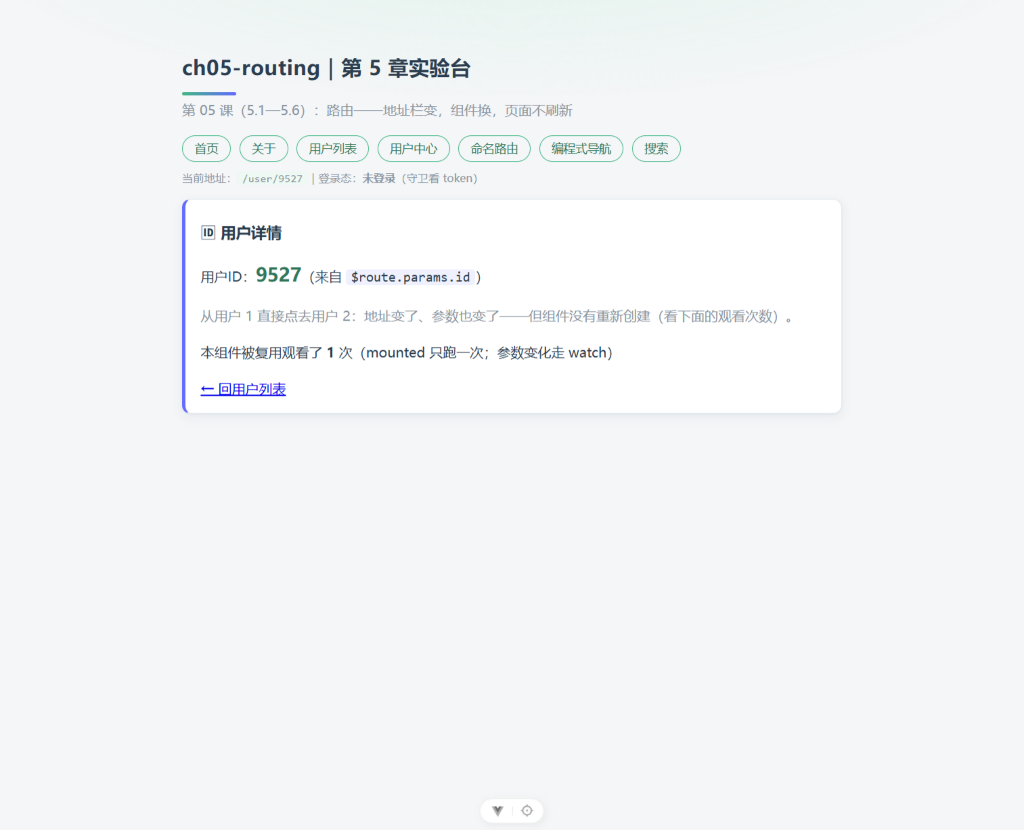 ch05-routing | 第 5 章实验台
第 05 课（5.1—5.6）：路由——地址栏变，组件换，页面不刷新
首页 关于 用户列表 用户中心 命名路由 编程式导航 搜索
当前地址： /user/9527 | 登录态：未登录（守卫看 token）
🆔 用户详情
用户ID：9527（来自 $route.params.id ）
从用户 1 直接点去用户 2：地址变了、参数也变了——但组件没有重新创建（看下面的观看次数）。
本组件被复用观看了 1 次（mounted 只跑一次；参数变化走 watch）
← 回用户列表